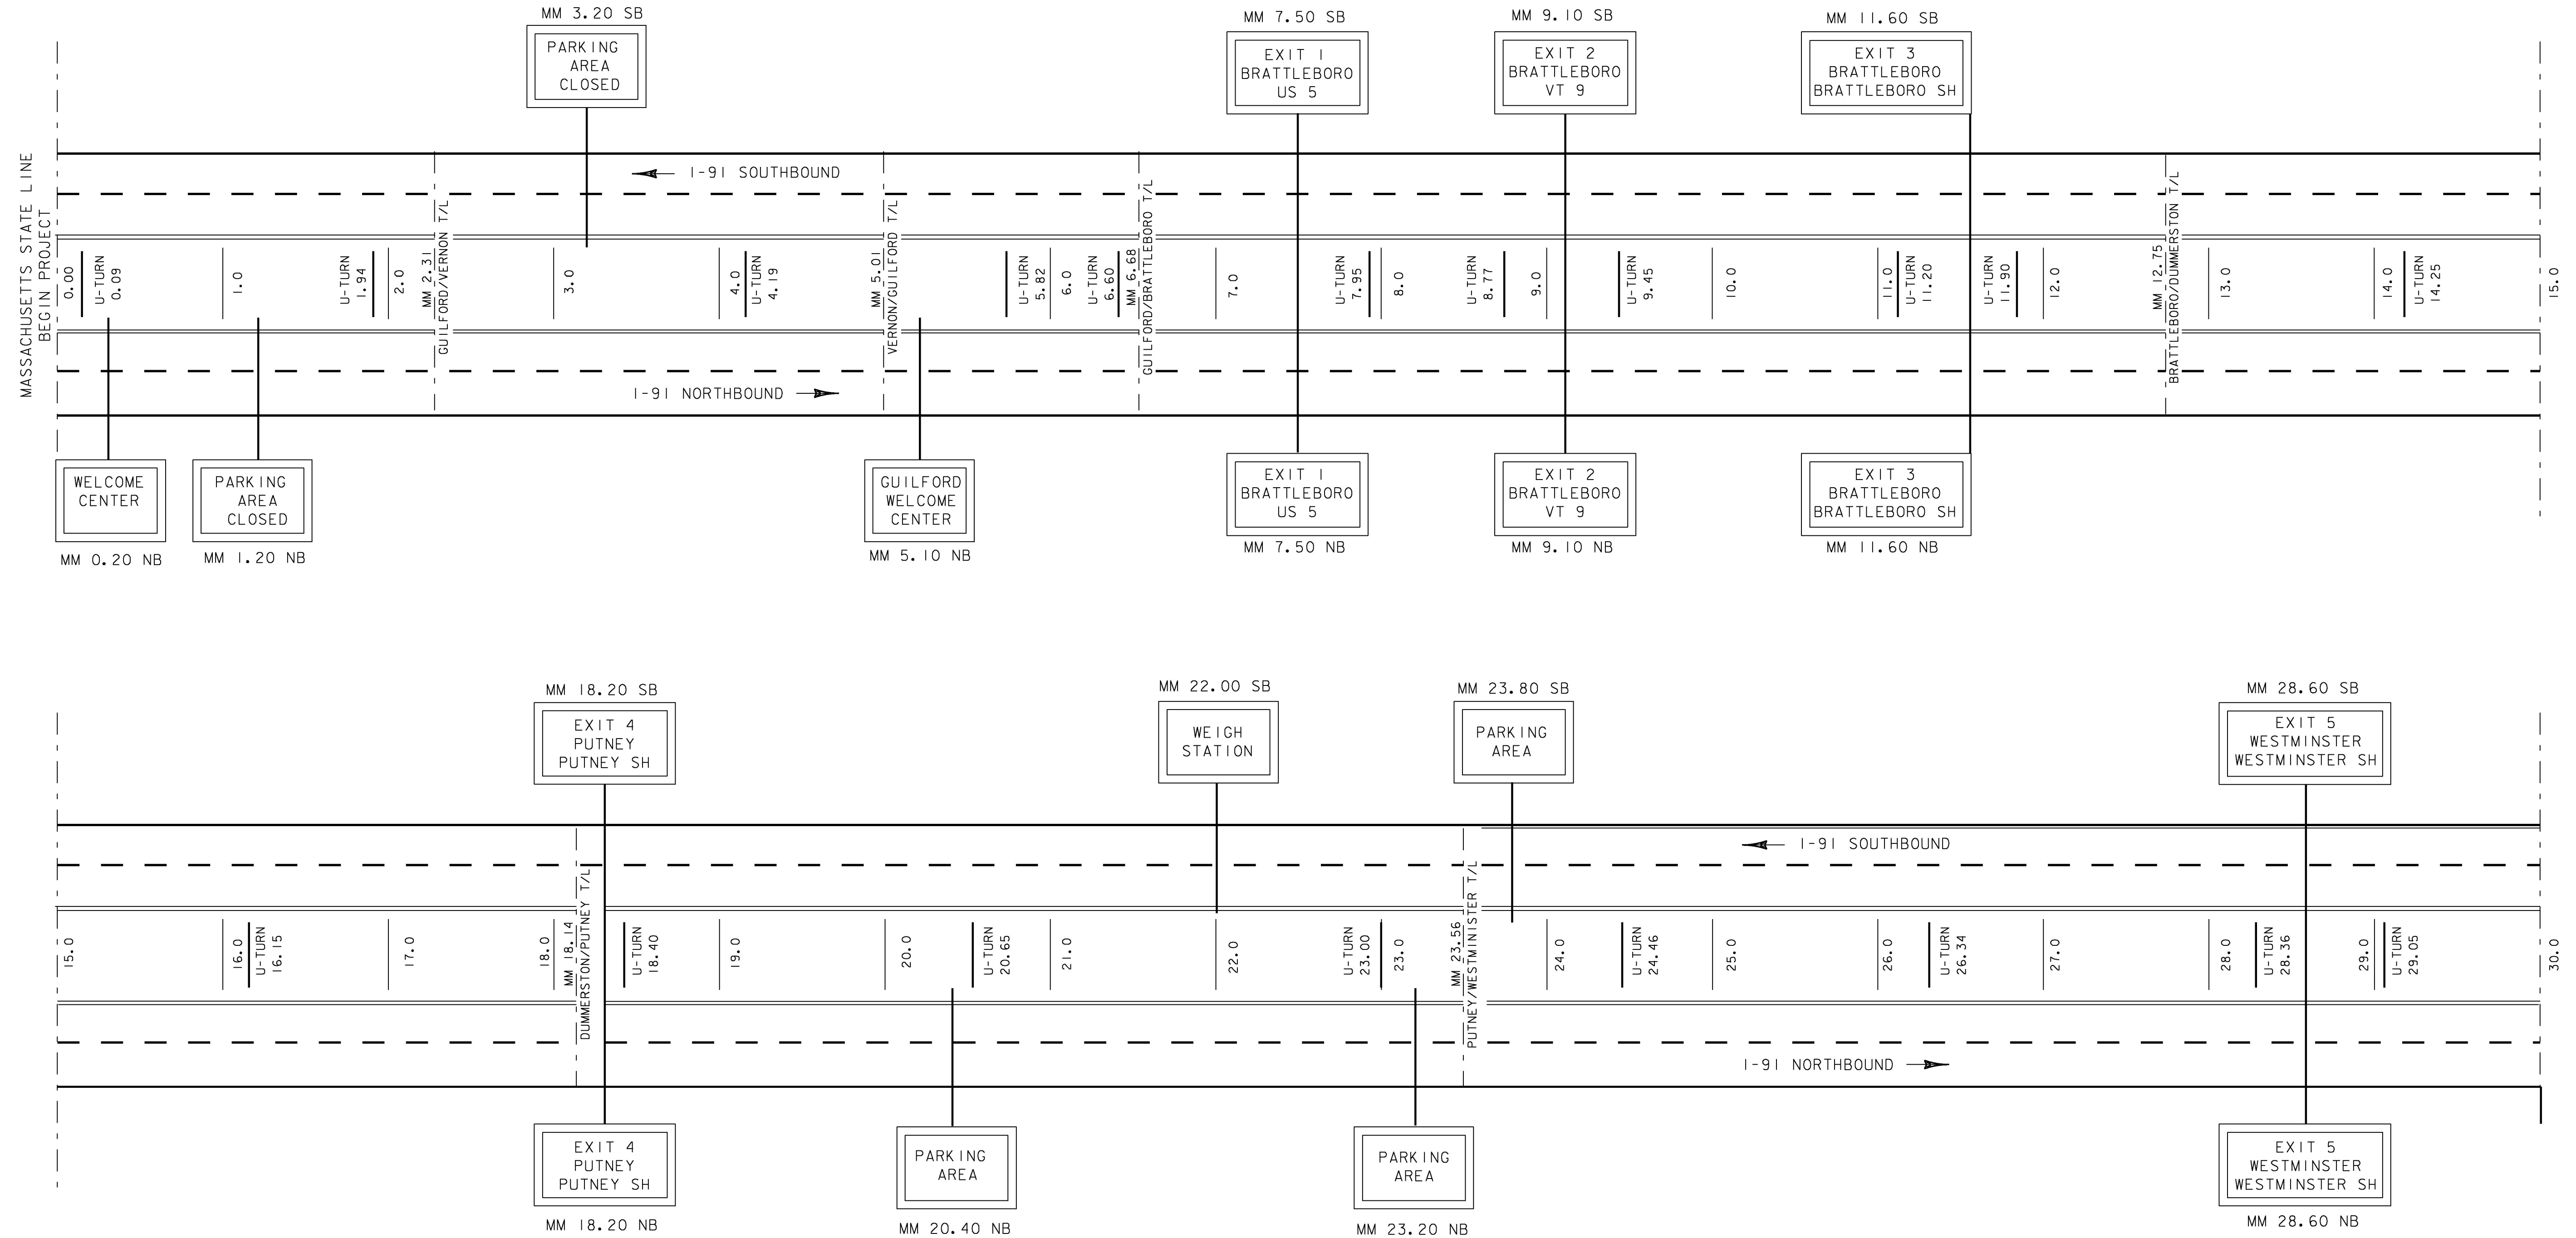 MM 3.20 SB
PARKING
AREA
CLOSED
MM 7.50 SB
EXIT 1
BRATTLEBORO
US 5
MM 9.10 SB
EXIT 2
BRATTLEBORO
VT 9
MM 11.60 SB
EXIT 3
BRATTLEBORO
BRATTLEBORO SH
MASSACHUSETTS STATE LINE
BEGIN PROJECT
I-91 SOUTHBOUND
0.00
U-TURN
0.09
1.0
U-TURN
1.94
2.0
MM 2.31
GUILFORD/VERNON T/L
3.0
4.0
U-TURN
4.19
MM 5.01
VERNON/GUILFORD T/L
U-TURN
5.82
6.0
U-TURN
6.60
MM 6.68
GUILFORD/BRATTLEBORO T/L
7.0
U-TURN
7.95
8.0
U-TURN
8.77
9.0
U-TURN
9.45
10.0
11.0
U-TURN
11.20
U-TURN
11.90
12.0
MM 12.75
BRATTLEBORO/DUMMERSTON T/L
13.0
14.0
U-TURN
14.25
15.0
I-91 NORTHBOUND
WELCOME
CENTER
MM 0.20 NB
PARKING
AREA
CLOSED
MM 1.20 NB
GUILFORD
WELCOME
CENTER
MM 5.10 NB
EXIT 1
BRATTLEBORO
US 5
MM 7.50 NB
EXIT 2
BRATTLEBORO
VT 9
MM 9.10 NB
EXIT 3
BRATTLEBORO
BRATTLEBORO SH
MM 11.60 NB
MM 18.20 SB
EXIT 4
PUTNEY
PUTNEY SH
MM 22.00 SB
WEIGH
STATION
MM 23.80 SB
PARKING
AREA
MM 28.60 SB
EXIT 5
WESTMINSTER
WESTMINSTER SH
I-91 SOUTHBOUND
15.0
16.0
U-TURN
16.15
17.0
18.0
MM 18.14
DUMMERSTON/PUTNEY T/L
U-TURN
18.40
19.0
20.0
U-TURN
20.65
21.0
22.0
U-TURN
23.00
23.0
MM 23.56
PUTNEY/WESTMINISTER T/L
24.0
U-TURN
24.46
25.0
26.0
U-TURN
26.34
27.0
28.0
U-TURN
28.36
29.0
U-TURN
29.05
30.0
I-91 NORTHBOUND
EXIT 4
PUTNEY
PUTNEY SH
MM 18.20 NB
PARKING
AREA
MM 20.40 NB
PARKING
AREA
MM 23.20 NB
EXIT 5
WESTMINSTER
WESTMINSTER SH
MM 28.60 NB